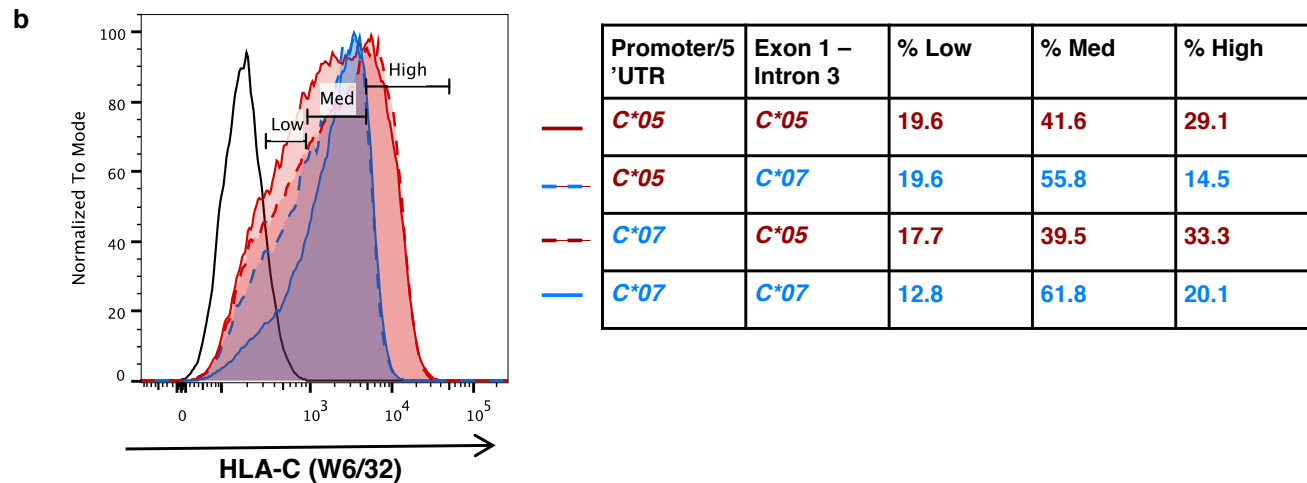 b
100
80
60
40
20
0
Normalized To Mode
Low
Med
High
0
10³
10⁴
10⁵
HLA-C (W6/32)
Promoter/5 Exon 1 – % Low % Med % High
'UTR Intron 3
C*05 C*05 19.6 41.6 29.1
C*05 C*07 19.6 55.8 14.5
C*07 C*05 17.7 39.5 33.3
C*07 C*07 12.8 61.8 20.1